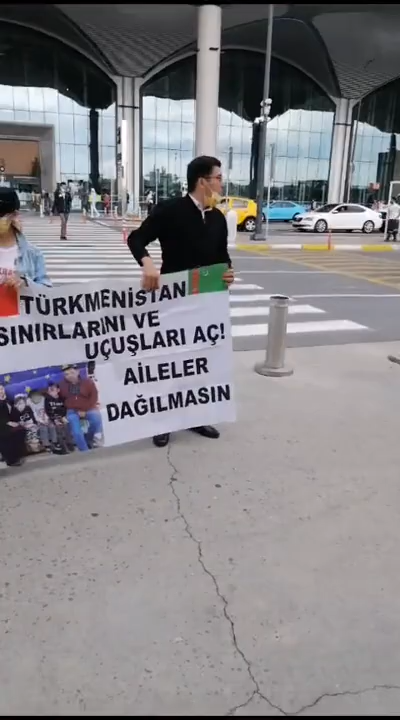 TÜRKMENİSTAN
SINIRLARINI VE
UÇUŞLARI AÇ!
AİLELER
DAĞILMASIN